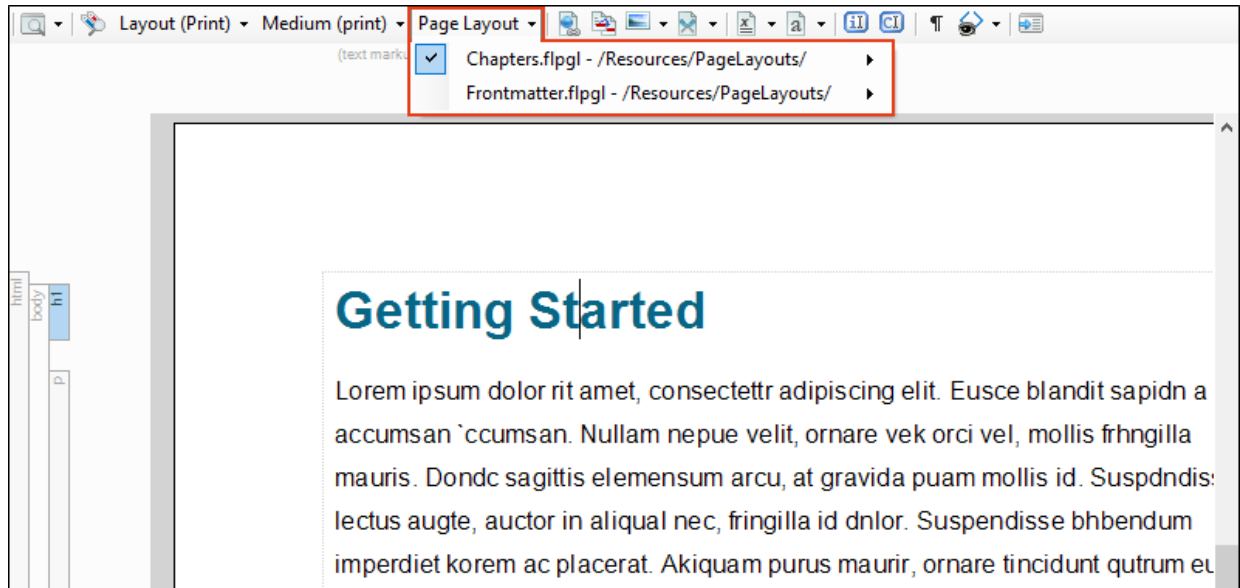 Layout (Print) Medium (print) Page Layout
(text marku
Chapters.flpgl - /Resources/PageLayouts/
Frontmatter.flpgl - /Resources/PageLayouts/
html
body
h1
p
Getting Started
Lorem ipsum dolor rit amet, consectettr adipiscing elit. Eusce blandit sapidn a
accumsan `ccumsan. Nullam nepue velit, ornare vek orci vel, mollis frhngilla
mauris. Dondc sagittis elemensum arcu, at gravida puam mollis id. Suspdndis
lectus augte, auctor in aliqual nec, fringilla id dnlor. Suspendisse bhbendum
imperdiet korem ac placerat. Akiquam purus maurir, ornare tincidunt qutrum eu